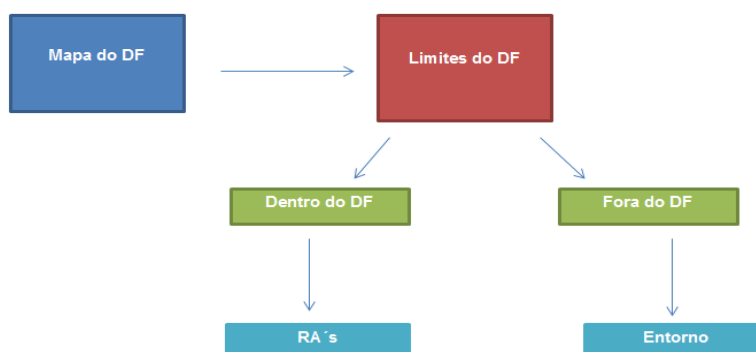 Mapa do DF
Limites do DF
Dentro do DF
Fora do DF
RA´s
Entorno